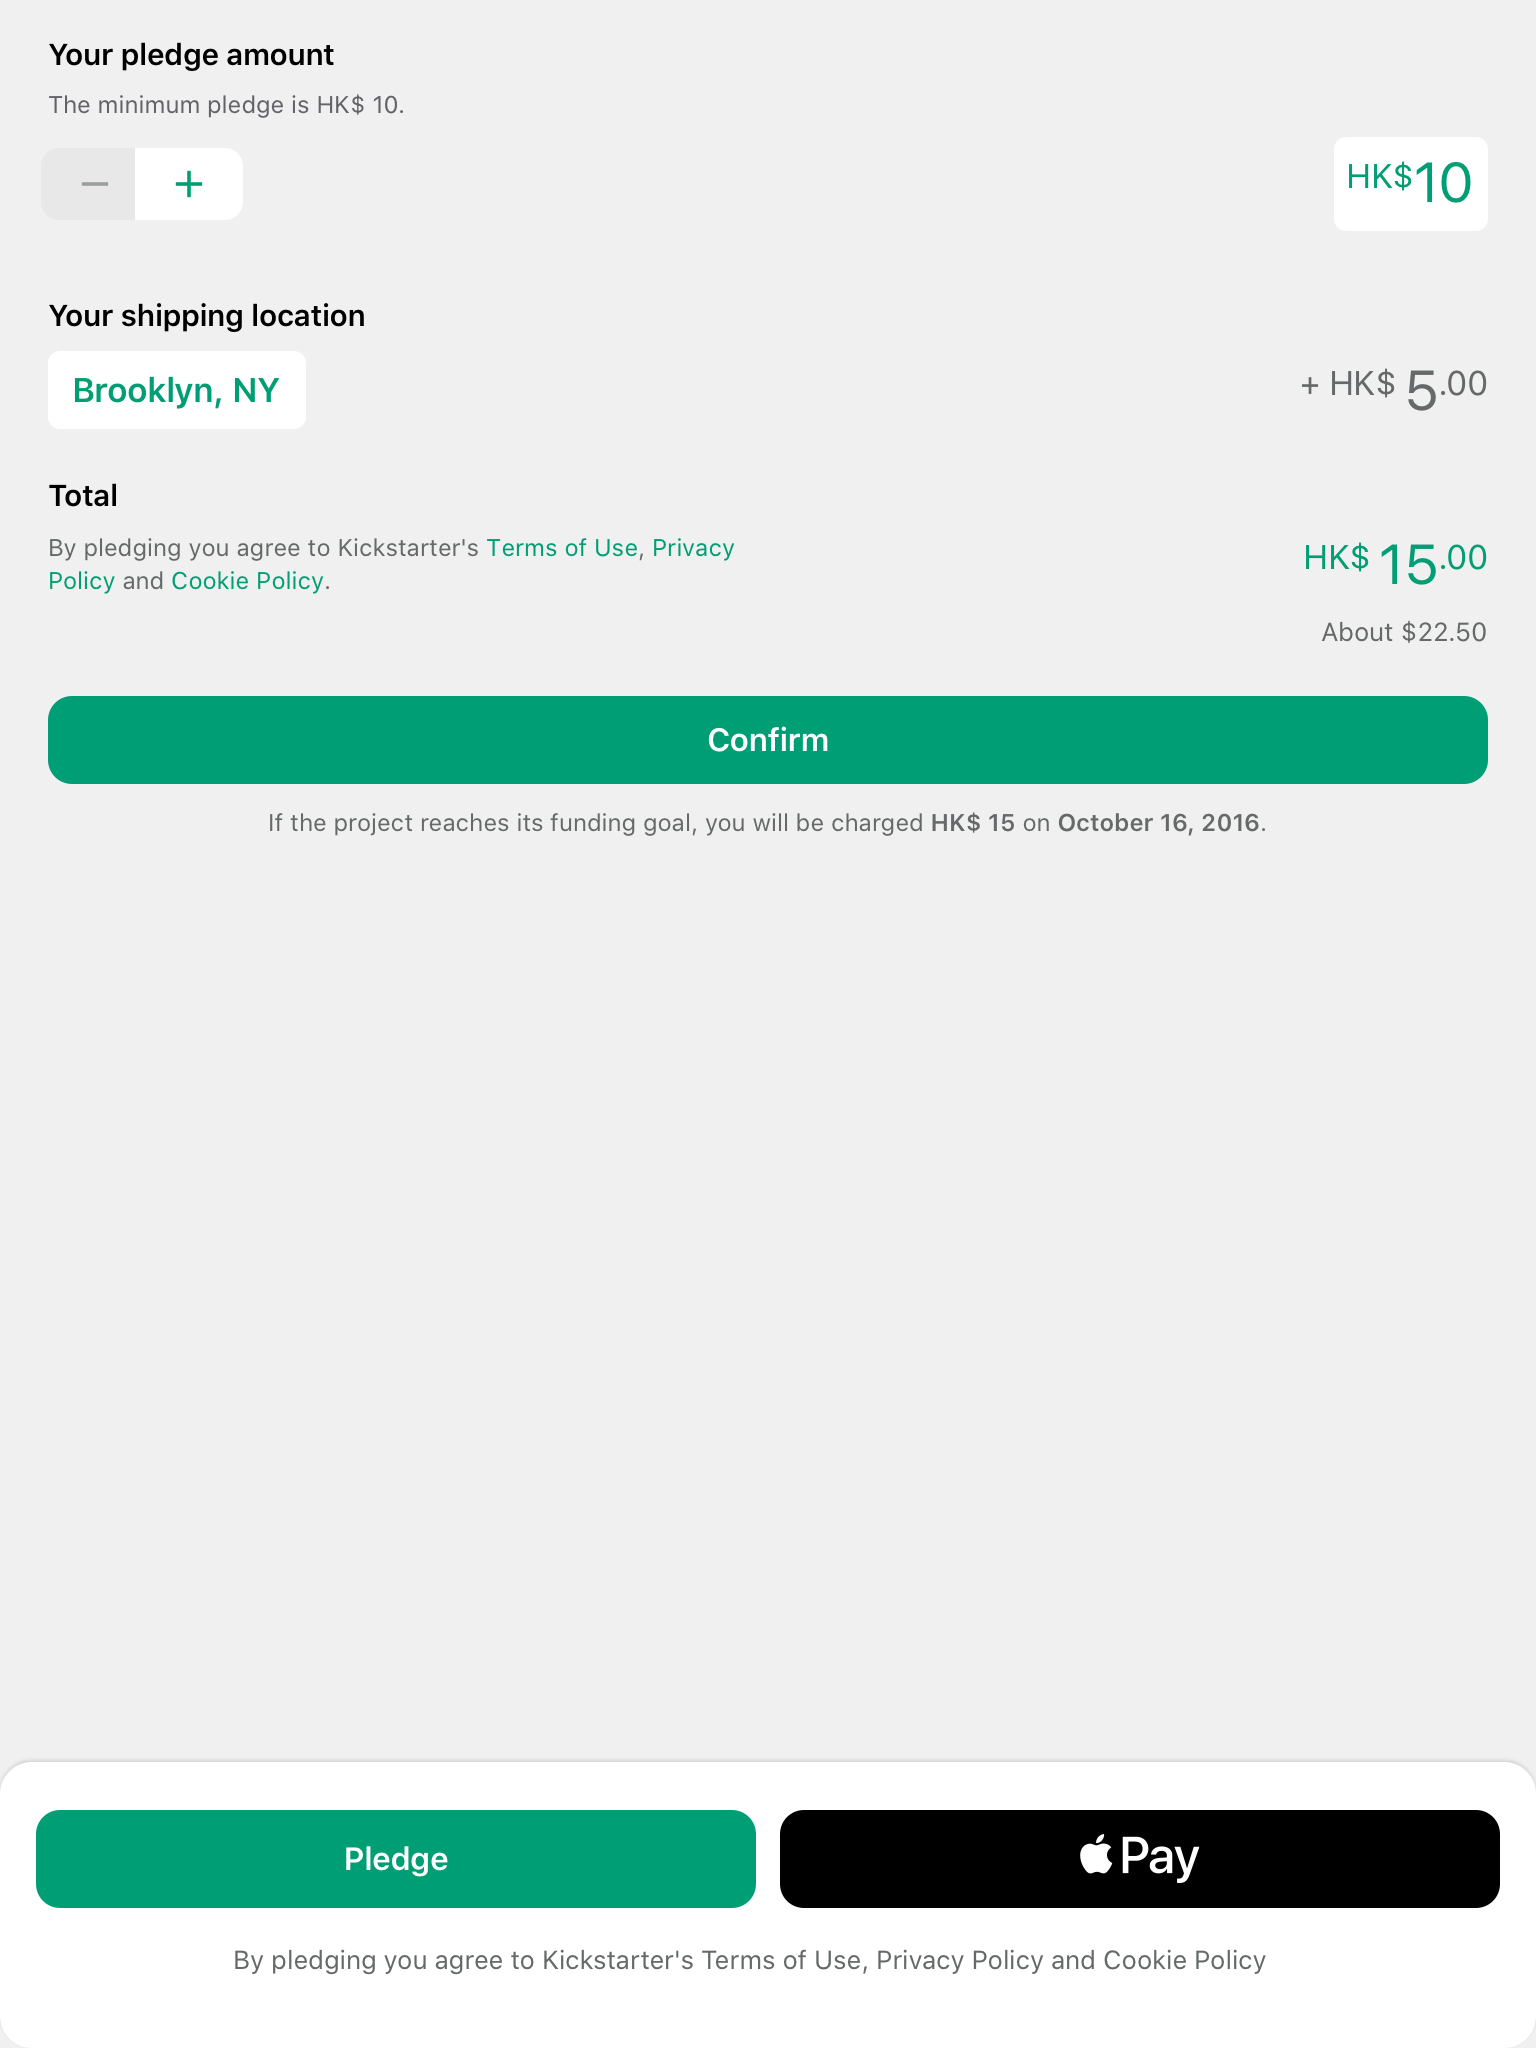 Your pledge amount
The minimum pledge is HK$ 10.
− +
HK$10
Your shipping location
Brooklyn, NY
+ HK$ 5.00
Total
By pledging you agree to Kickstarter's Terms of Use, Privacy
Policy and Cookie Policy.
HK$ 15.00
About $22.50
Confirm
If the project reaches its funding goal, you will be charged HK$ 15 on October 16, 2016.
Pledge
Pay
By pledging you agree to Kickstarter's Terms of Use, Privacy Policy and Cookie Policy